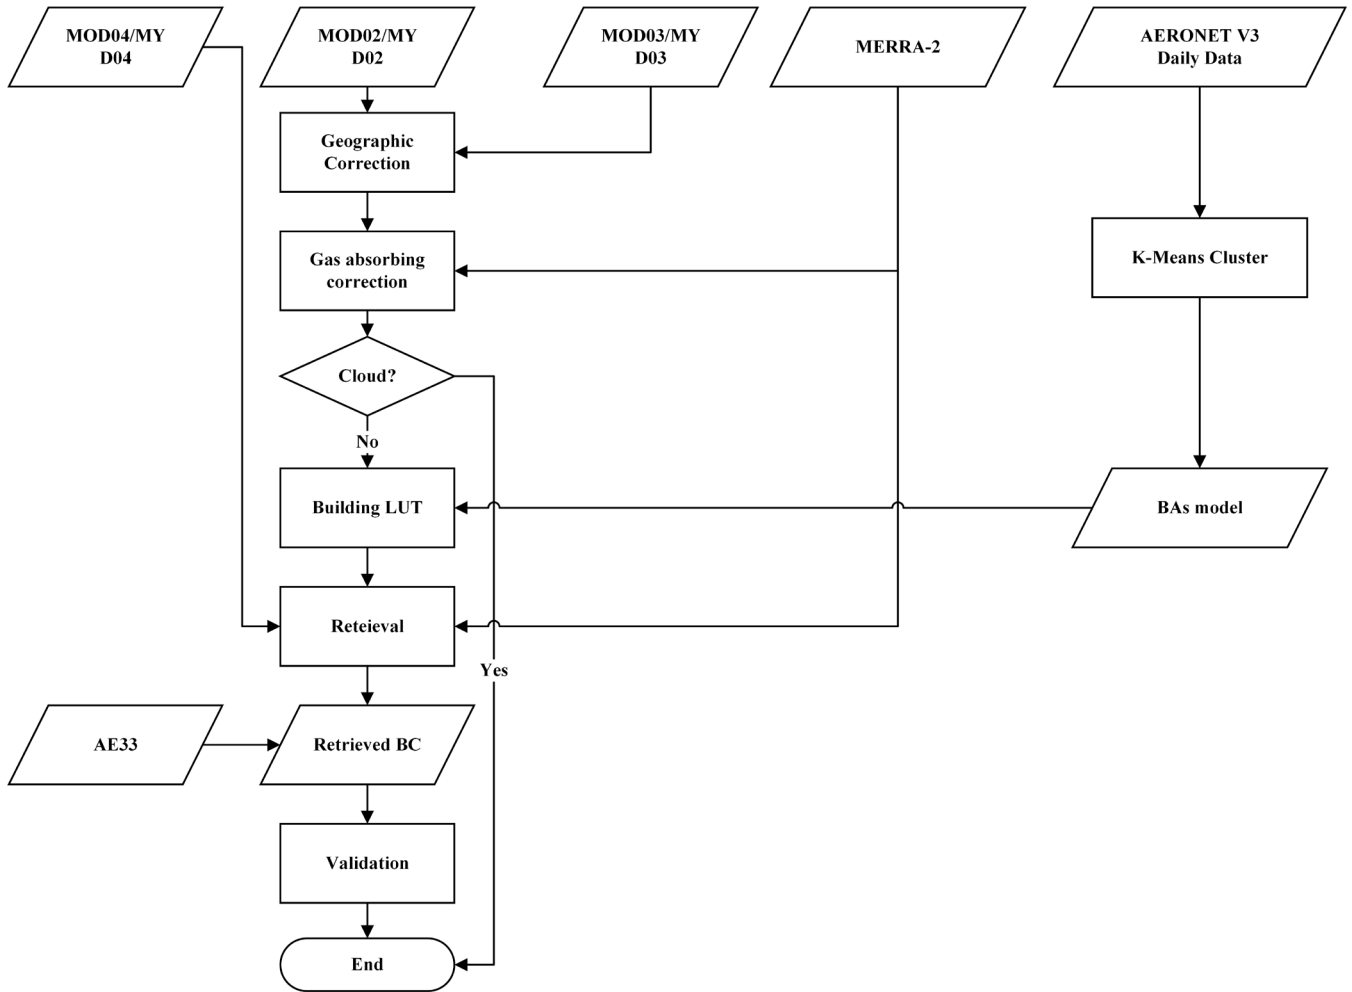 MOD04/MY
D04
MOD02/MY
D02
MOD03/MY
D03
MERRA-2
AERONET V3
Daily Data
Geographic
Correction
Gas absorbing
correction
K-Means Cluster
Cloud?
No
Building LUT
BAs model
Reteieval
Yes
AE33
Retrieved BC
Validation
End